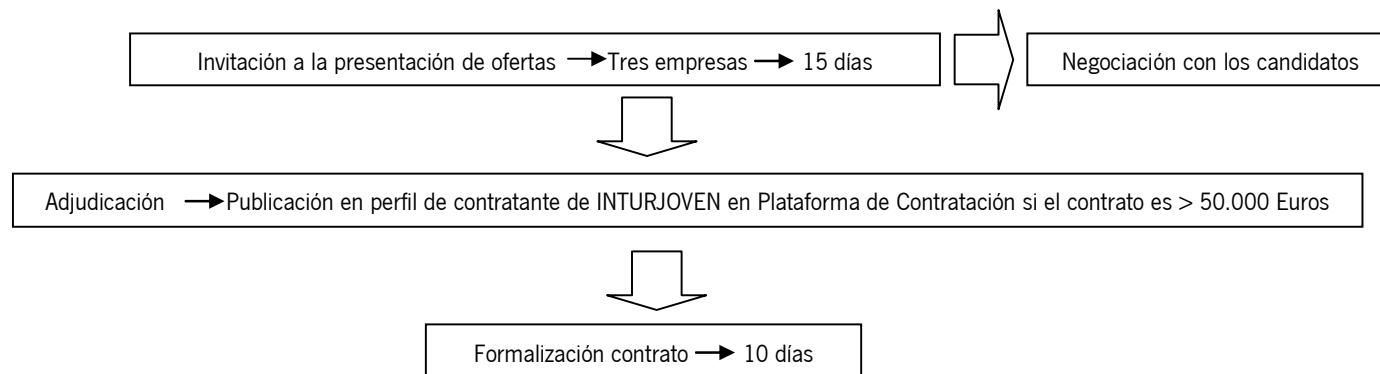 Invitación a la presentación de ofertas → Tres empresas → 15 días
Negociación con los candidatos
Adjudicación → Publicación en perfil de contratante de INTURJOVEN en Plataforma de Contratación si el contrato es > 50.000 Euros
Formalización contrato → 10 días